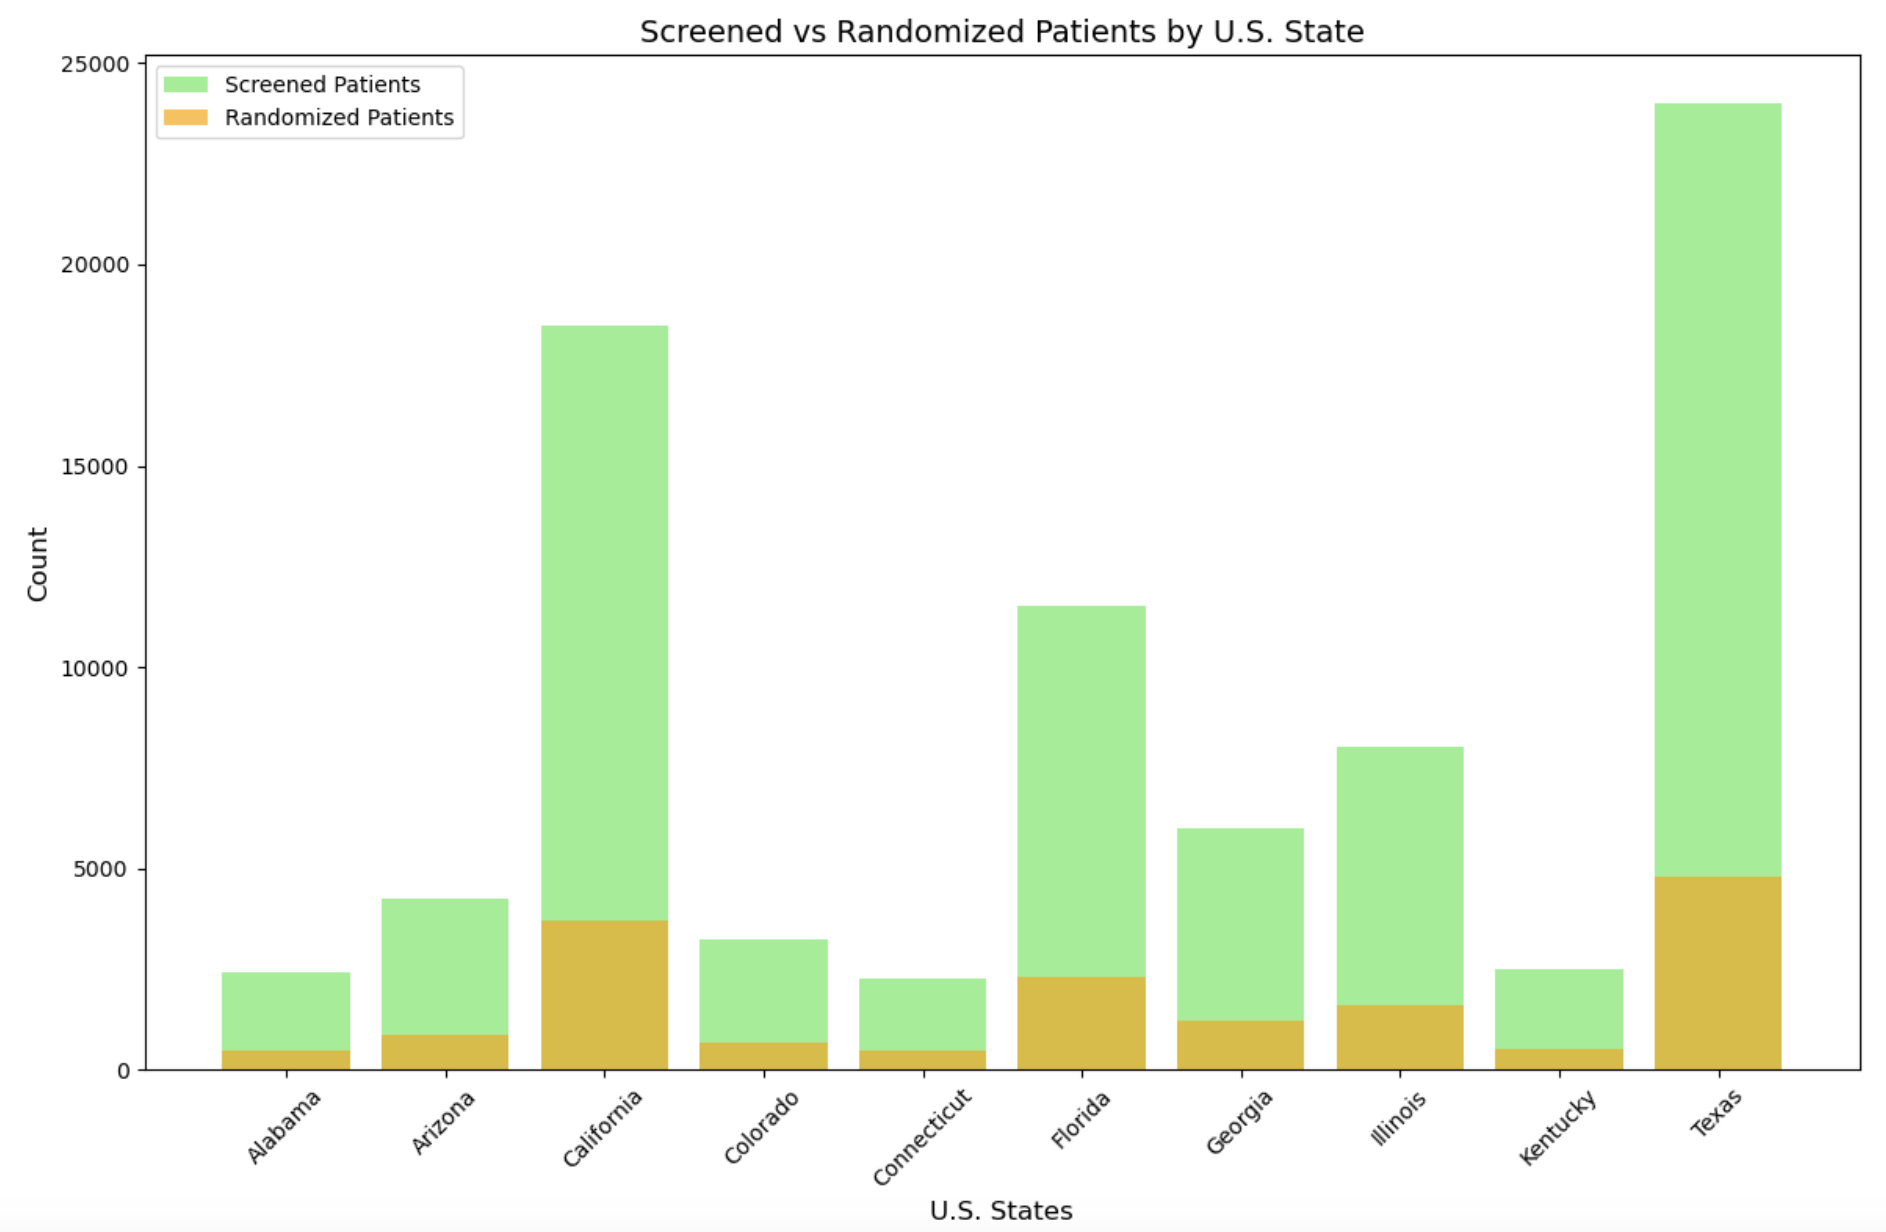 Screened vs Randomized Patients by U.S. State
Screened Patients
Randomized Patients
25000
20000
15000
10000
5000
0
Count
Alabama
Arizona
California
Colorado
Connecticut
Florida
Georgia
Illinois
Kentucky
Texas
U.S. States